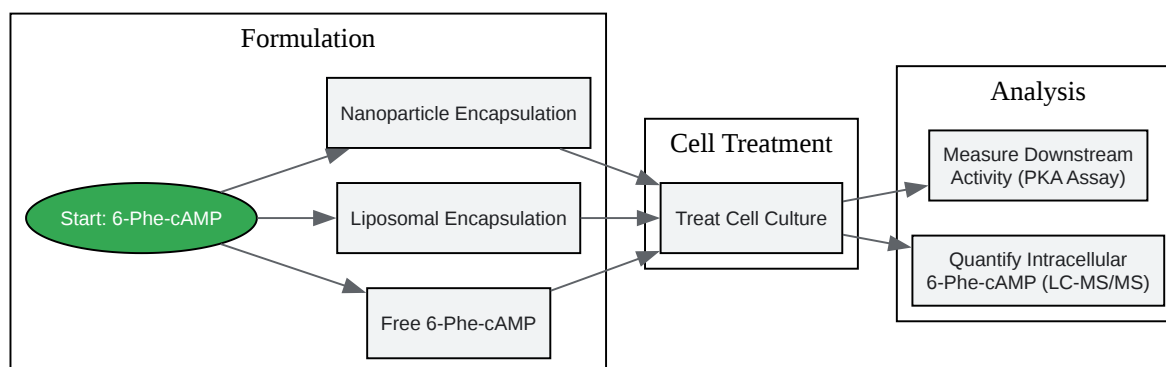 Formulation
Nanoparticle Encapsulation
Start: 6-Phe-cAMP
Liposomal Encapsulation
Free 6-Phe-cAMP
Cell Treatment
Treat Cell Culture
Analysis
Measure Downstream
Activity (PKA Assay)
Quantify Intracellular
6-Phe-cAMP (LC-MS/MS)